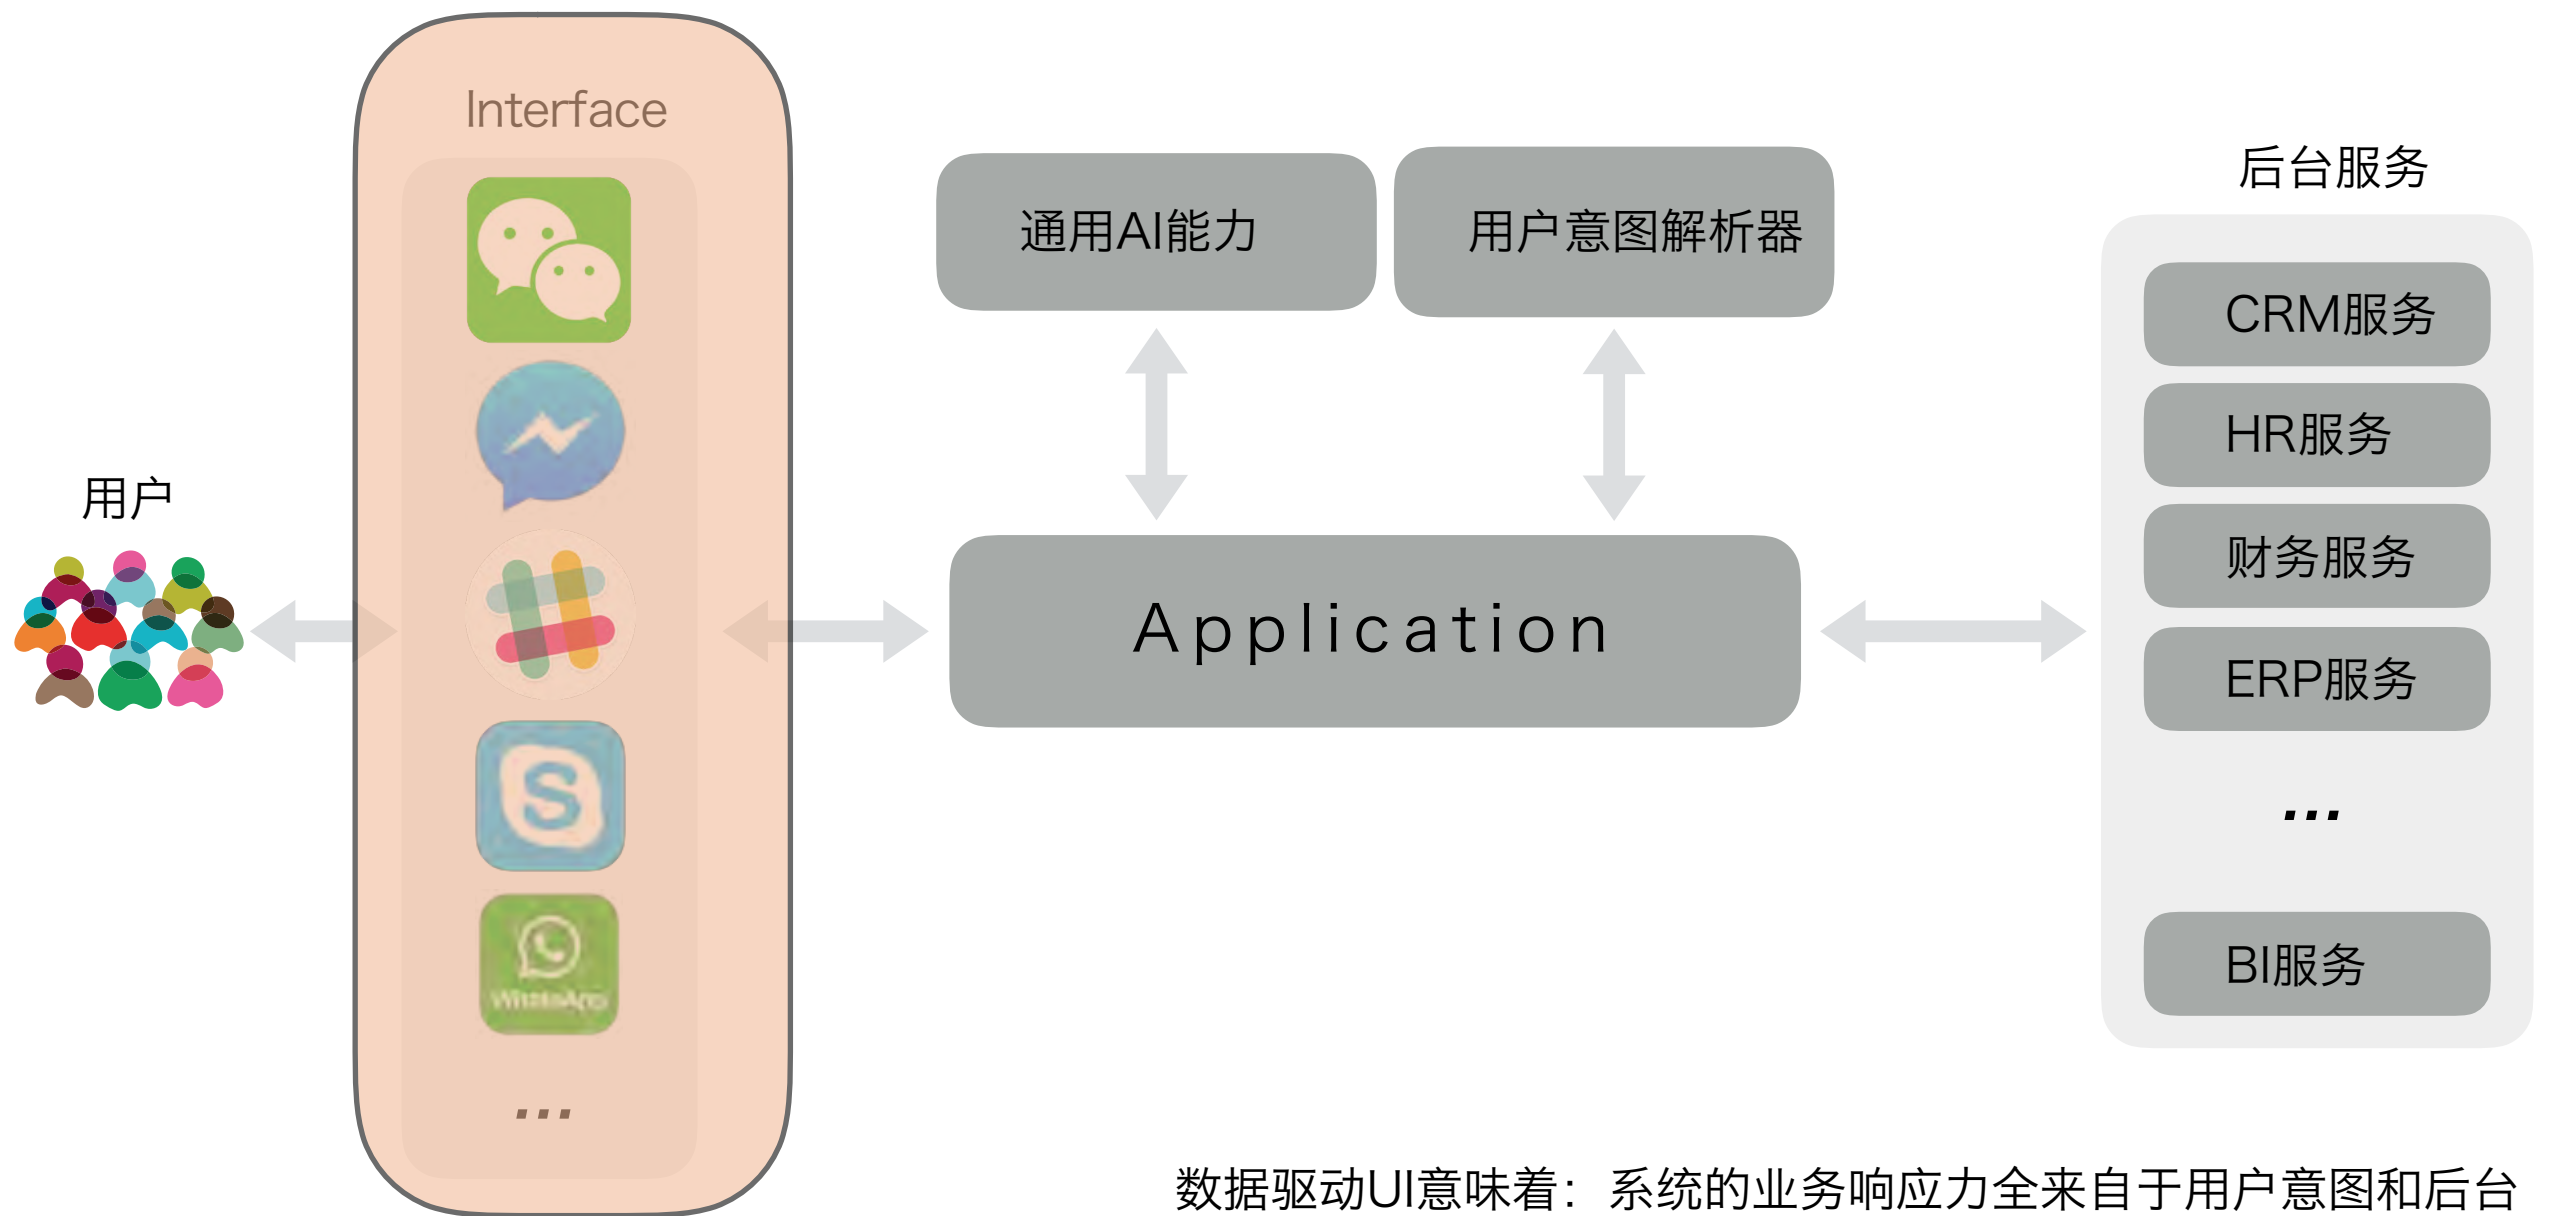 Interface
WhatsApp
...
用户
通用AI能力
用户意图解析器
Application
后台服务
CRM服务
HR服务
财务服务
ERP服务
...
BI服务
数据驱动UI意味着：系统的业务响应力全来自于用户意图和后台